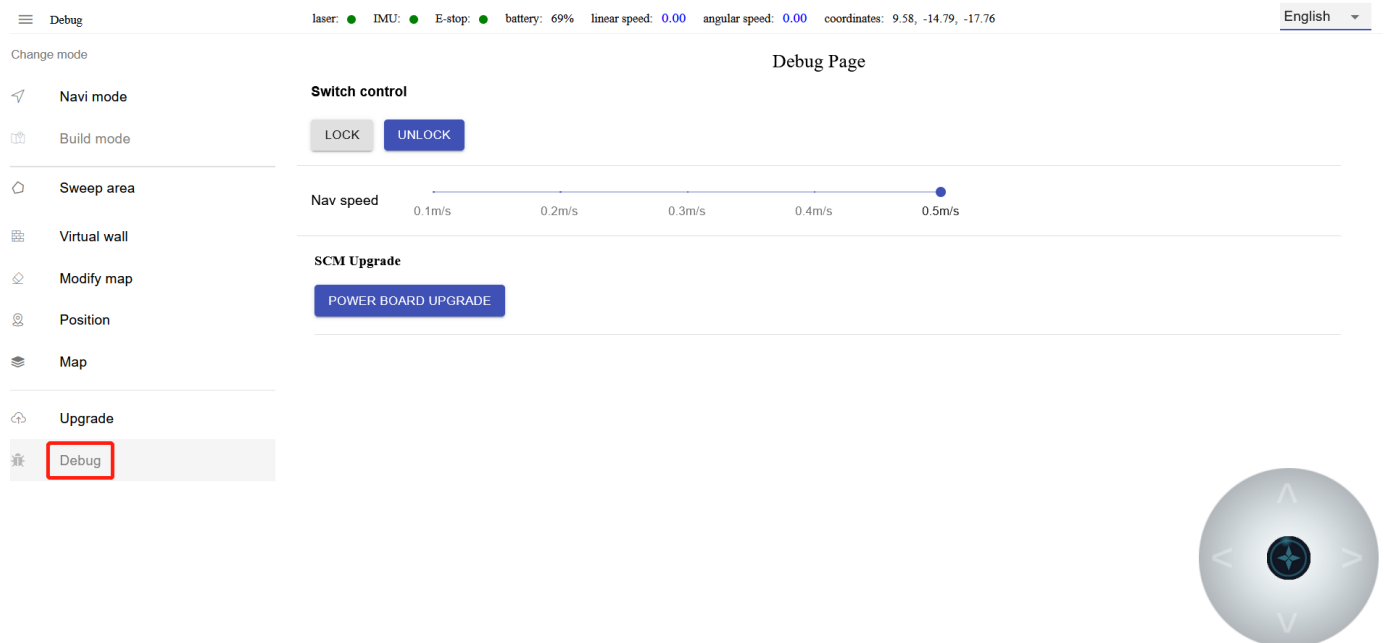 Debug
laser: IMU: E-stop: battery: 69% linear speed: 0.00 angular speed: 0.00 coordinates: 9.58, -14.79, -17.76
English
Change mode
Navi mode
Build mode
Sweep area
Virtual wall
Modify map
Position
Map
Upgrade
Debug
Debug Page
Switch control
LOCK UNLOCK
Nav speed
0.1m/s 0.2m/s 0.3m/s 0.4m/s 0.5m/s
SCM Upgrade
POWER BOARD UPGRADE